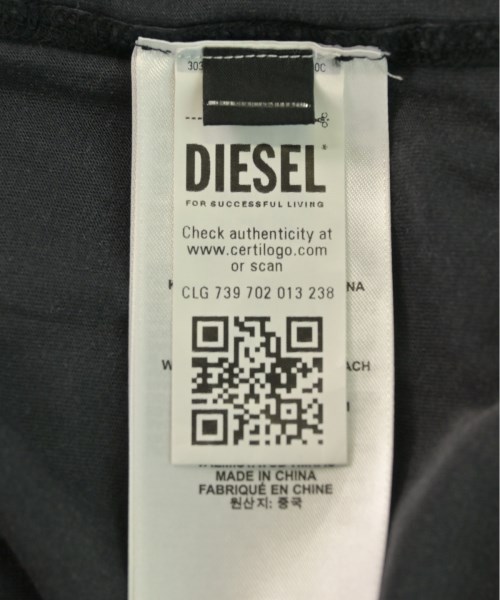 DIESEL
FOR SUCCESSFUL LIVING
Check authenticity at
www.certilogo.com
or scan
CLG 739 702 013 238
MADE IN CHINA
FABRIQUÉ EN CHINE
원산지: 중국